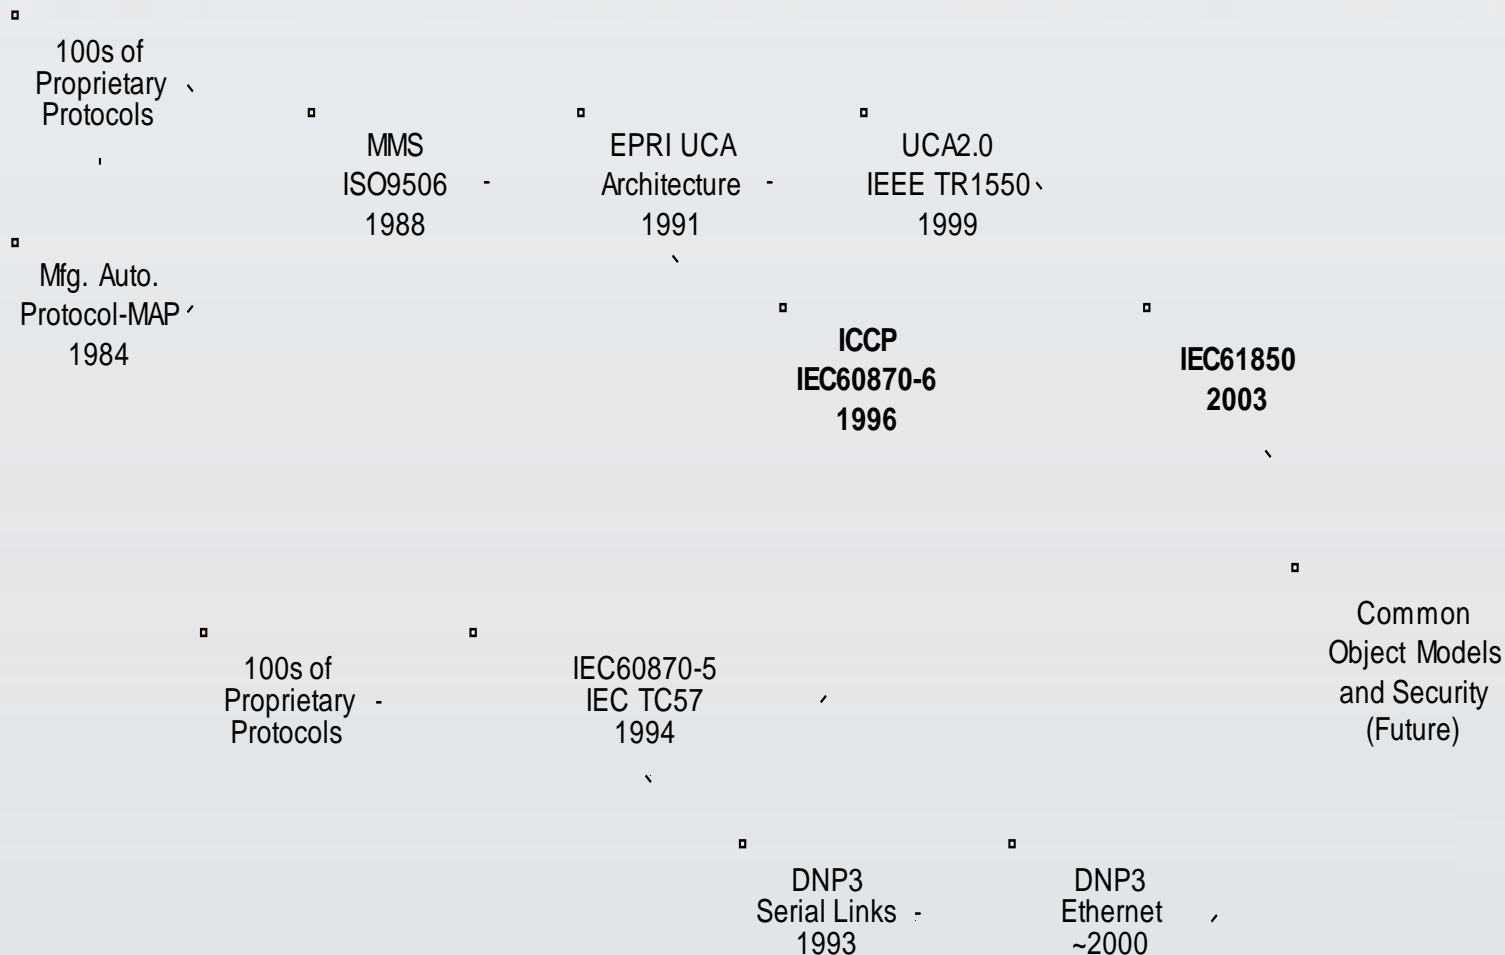 100s of
Proprietary
Protocols
MMS
ISO9506
1988
EPRI UCA
Architecture
1991
UCA2.0
IEEE TR1550
1999
Mfg. Auto.
Protocol-MAP
1984
ICCP
IEC60870-6
1996
IEC61850
2003
Common
Object Models
and Security
(Future)
100s of
Proprietary
Protocols
IEC60870-5
IEC TC57
1994
DNP3
Serial Links
1993
DNP3
Ethernet
~2000